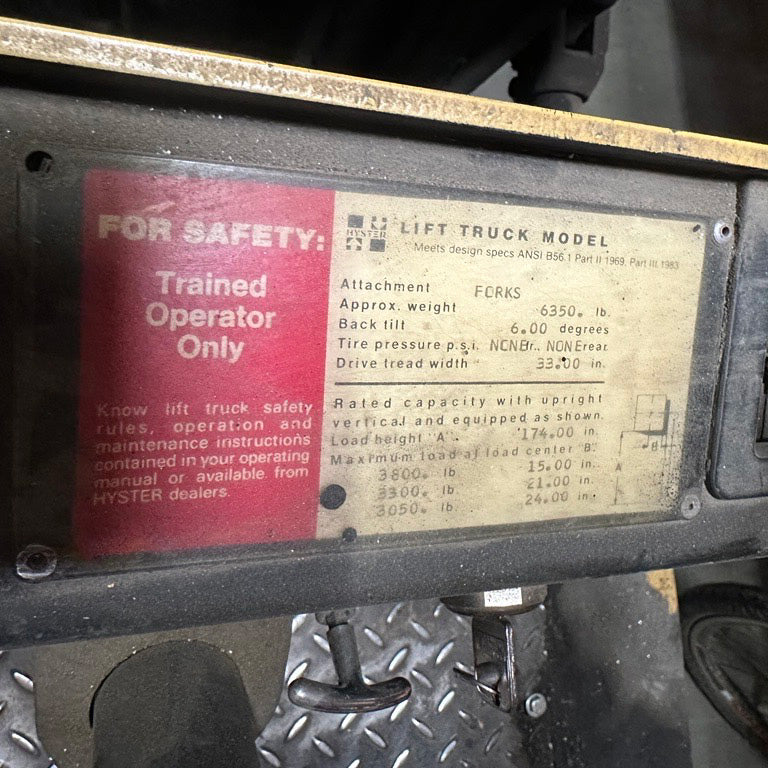 FOR SAFETY:
Trained
Operator
Only
Know lift truck safety
rules, operation and
maintenance instructions
contained in your operating
manual or available from
HYSTER dealers.
HYSTER
LIFT TRUCK MODEL
Meets design specs ANSI B56.1 Part II 1969, Part III 1983
Attachment FORKS
Approx. weight 6350. lb.
Back tilt 6.00 degrees
Tire pressure p.s.i. NONE fr.. NONE rear
Drive tread width 33.00 in.
Rated capacity with upright
vertical and equipped as shown.
Load height "A". 174.00 in.
Maximum load at load center "B".
3800. lb 15.00 in.
3300. lb. 21.00 in.
3050. lb. 24.00 in.
B
A